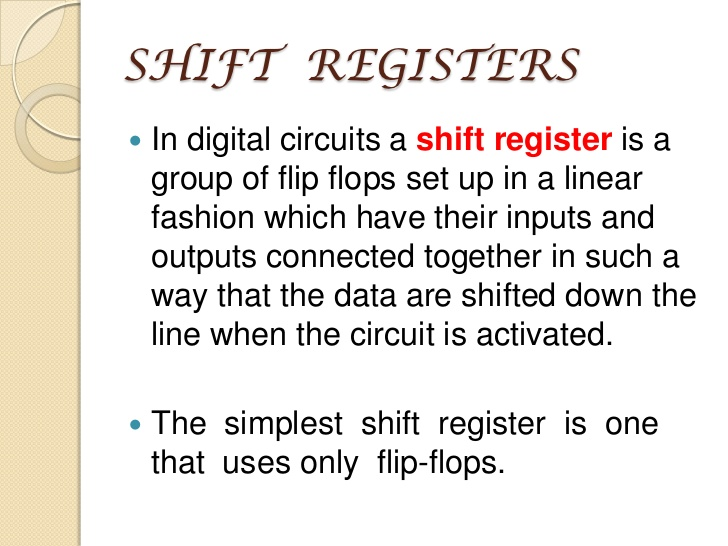 SHIFT REGISTERS
• In digital circuits a shift register is a
group of flip flops set up in a linear
fashion which have their inputs and
outputs connected together in such a
way that the data are shifted down the
line when the circuit is activated.
• The simplest shift register is one
that uses only flip-flops.